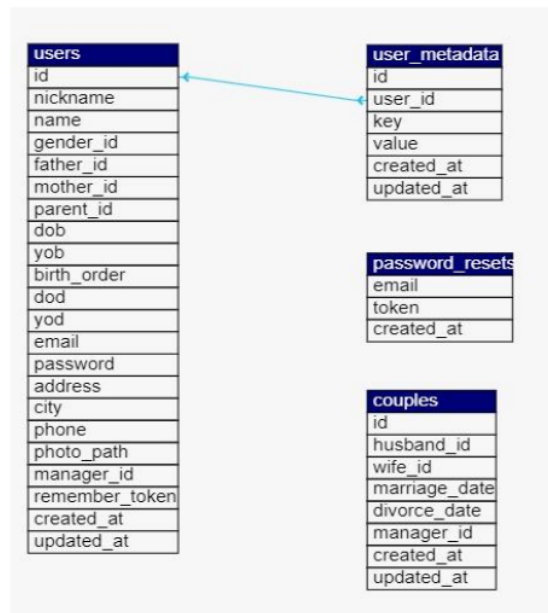 users
id
nickname
name
gender_id
father_id
mother_id
parent_id
dob
yob
birth_order
dod
yod
email
password
address
city
phone
photo_path
manager_id
remember_token
created_at
updated_at
user_metadata
id
user_id
key
value
created_at
updated_at
password_resets
email
token
created_at
couples
id
husband_id
wife_id
marriage_date
divorce_date
manager_id
created_at
updated_at